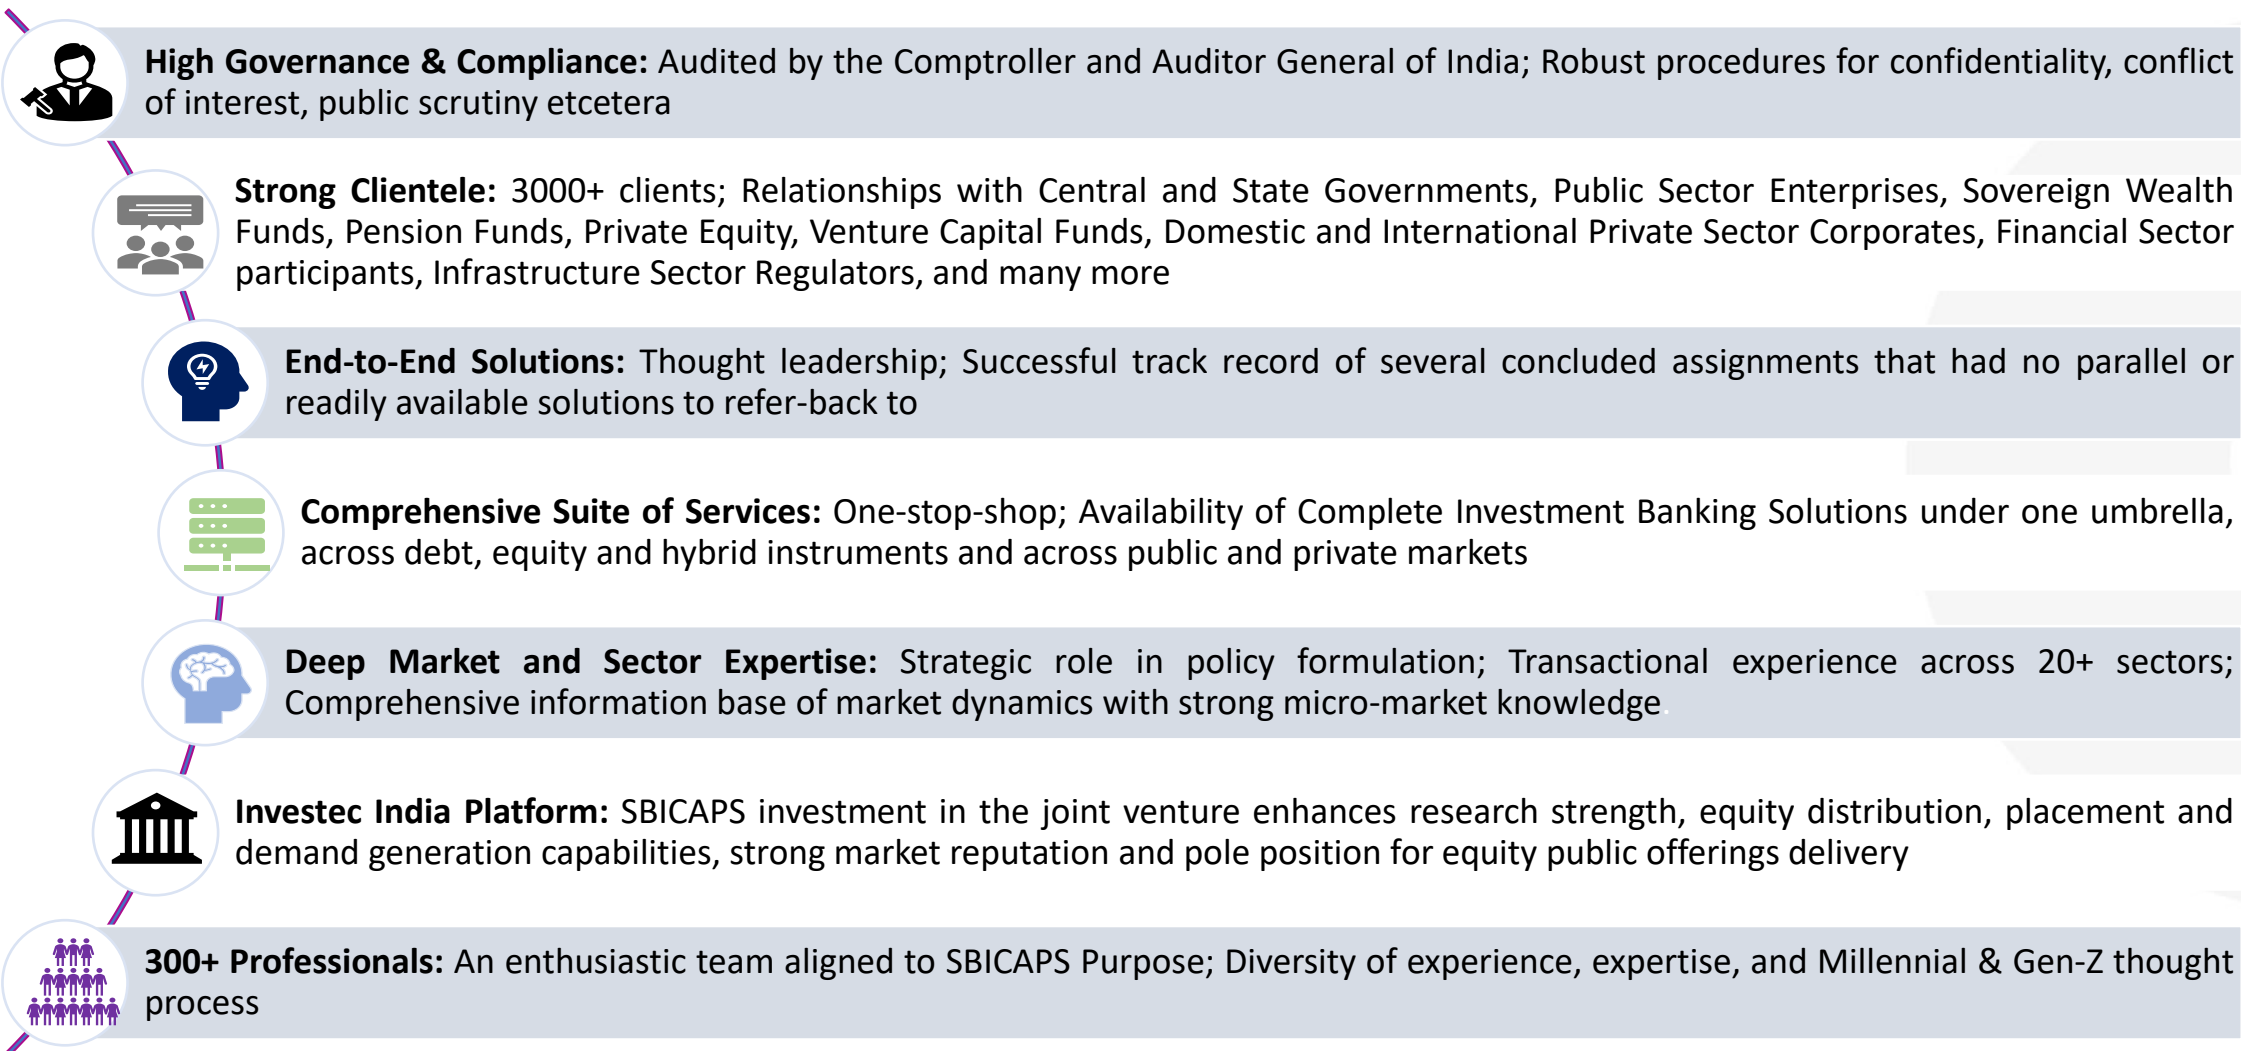 High Governance & Compliance: Audited by the Comptroller and Auditor General of India; Robust procedures for confidentiality, conflict
of interest, public scrutiny etcetera
Strong Clientele: 3000+ clients; Relationships with Central and State Governments, Public Sector Enterprises, Sovereign Wealth
Funds, Pension Funds, Private Equity, Venture Capital Funds, Domestic and International Private Sector Corporates, Financial Sector
participants, Infrastructure Sector Regulators, and many more
End-to-End Solutions: Thought leadership; Successful track record of several concluded assignments that had no parallel or
readily available solutions to refer-back to
Comprehensive Suite of Services: One-stop-shop; Availability of Complete Investment Banking Solutions under one umbrella,
across debt, equity and hybrid instruments and across public and private markets
Deep Market and Sector Expertise: Strategic role in policy formulation; Transactional experience across 20+ sectors;
Comprehensive information base of market dynamics with strong micro-market knowledge.
Investec India Platform: SBICAPS investment in the joint venture enhances research strength, equity distribution, placement and
demand generation capabilities, strong market reputation and pole position for equity public offerings delivery
300+ Professionals: An enthusiastic team aligned to SBICAPS Purpose; Diversity of experience, expertise, and Millennial & Gen-Z thought
process